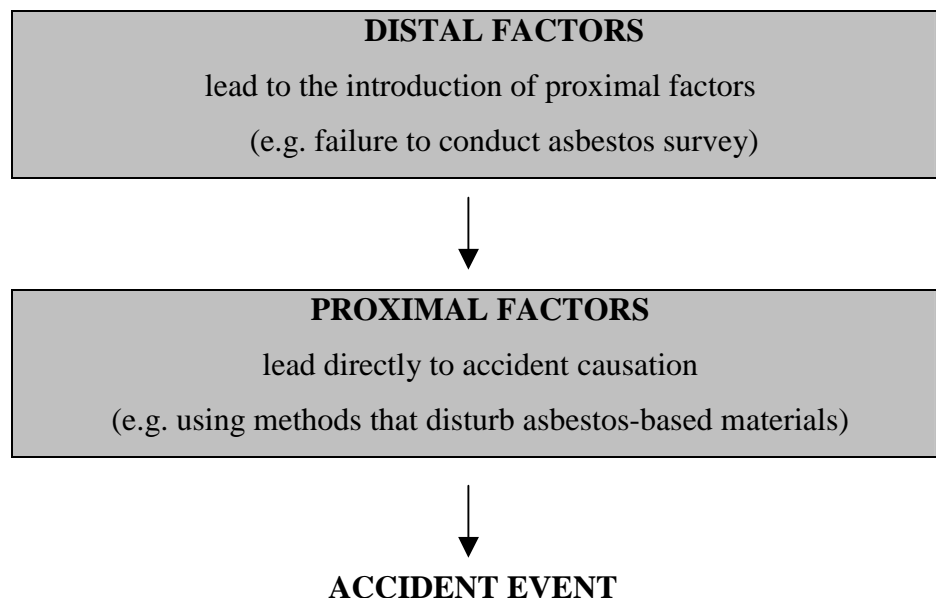 DISTAL FACTORS
lead to the introduction of proximal factors
(e.g. failure to conduct asbestos survey)
PROXIMAL FACTORS
lead directly to accident causation
(e.g. using methods that disturb asbestos-based materials)
ACCIDENT EVENT